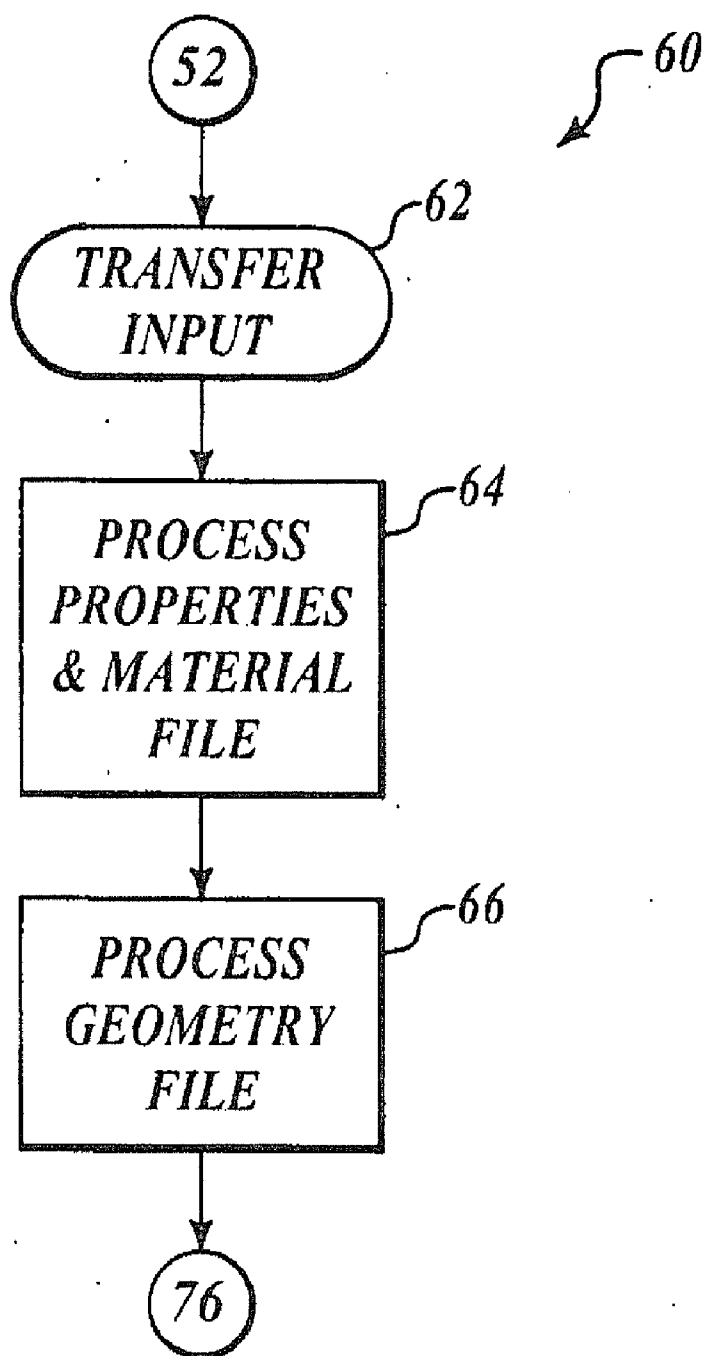 52
60
62
TRANSFER
INPUT
64
PROCESS
PROPERTIES
& MATERIAL
FILE
66
PROCESS
GEOMETRY
FILE
76